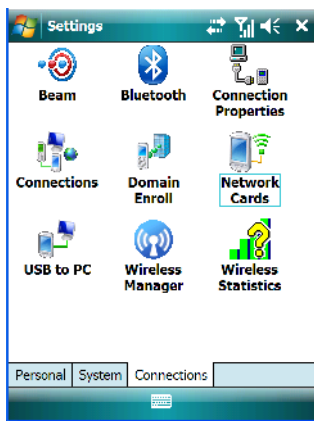 Settings
Beam
Bluetooth
Connection
Properties
Connections
Domain
Enroll
Network
Cards
USB to PC
Wireless
Manager
Wireless
Statistics
Personal System Connections